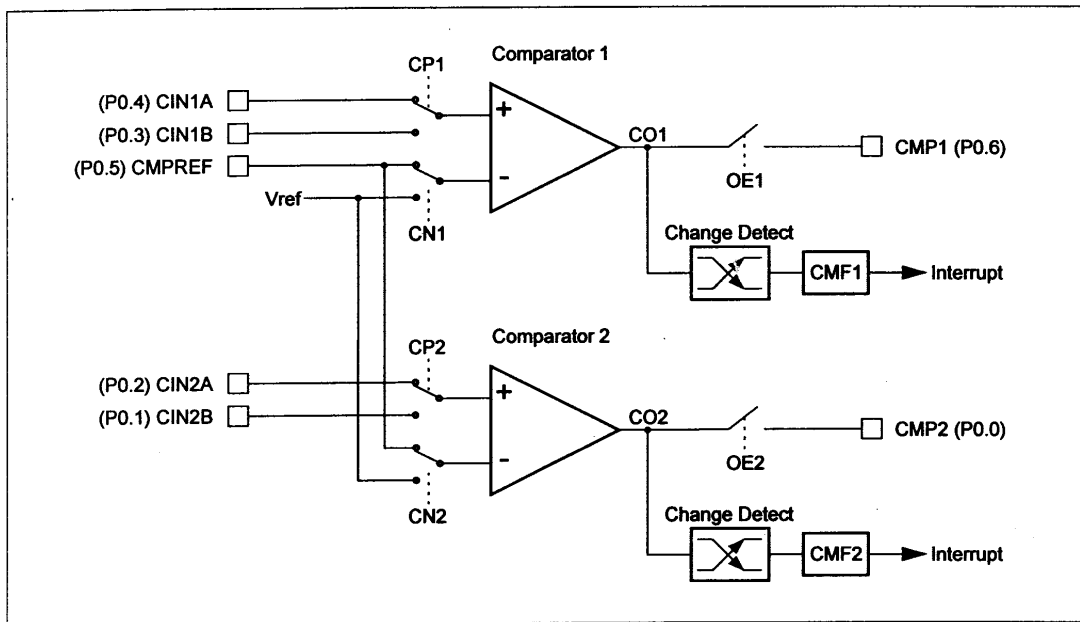 Comparator 1
CP1
(P0.4) CIN1A
+
(P0.3) CIN1B
CO1
CMP1 (P0.6)
(P0.5) CMPREF
-
OE1
Vref
CN1
Change Detect
CMF1
Interrupt
Comparator 2
CP2
(P0.2) CIN2A
+
(P0.1) CIN2B
CO2
CMP2 (P0.0)
-
OE2
CN2
Change Detect
CMF2
Interrupt